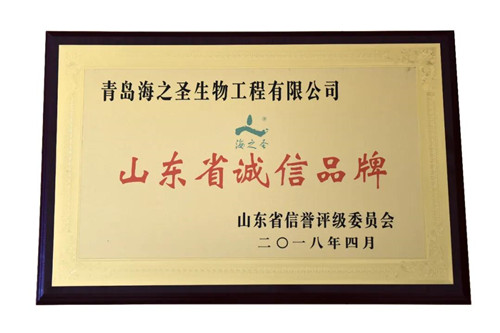 青岛海之圣生物工程有限公司
®
海之圣
山东省诚信品牌
山东省信誉评级委员会
二〇一八年四月